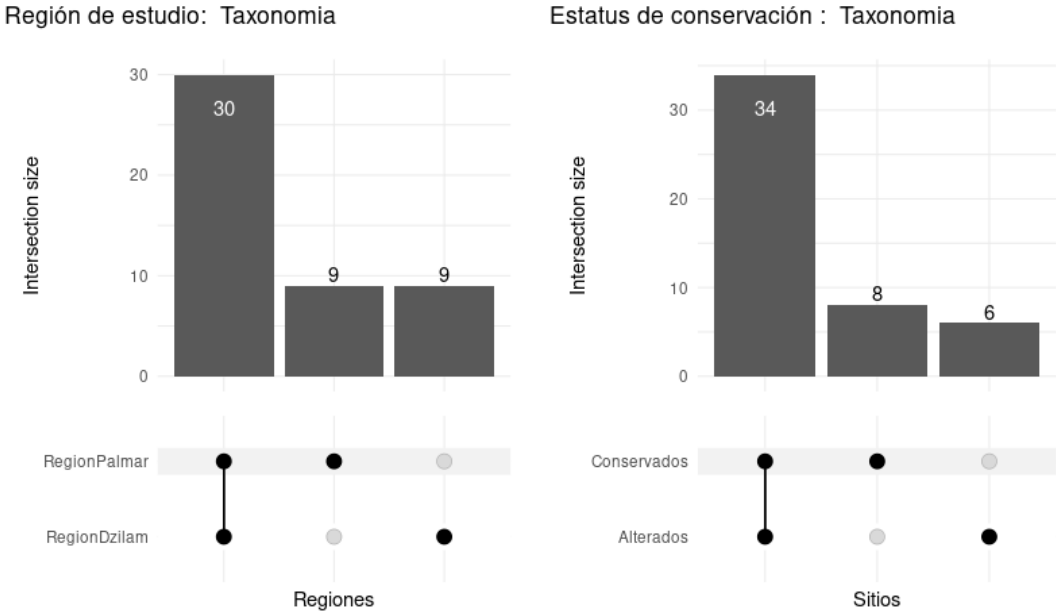 Región de estudio: Taxonomia
Intersection size
30
20
10
0
30
9
9
RegionPalmar
RegionDzilam
Regiones
Estatus de conservación : Taxonomia
Intersection size
30
20
10
0
34
8
6
Conservados
Alterados
Sitios